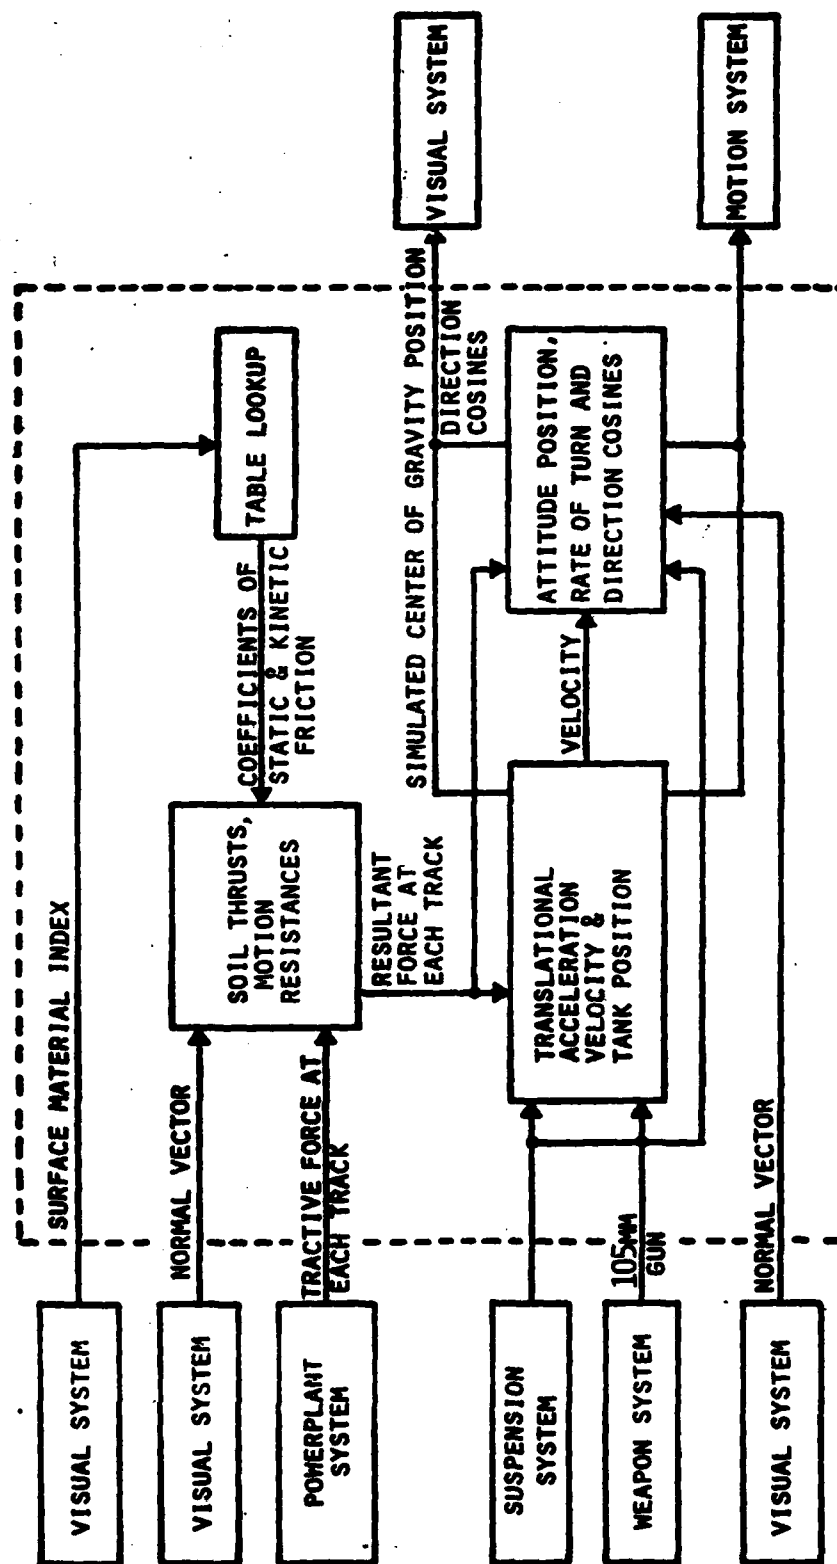 VISUAL SYSTEM
SURFACE MATERIAL INDEX
TABLE LOOKUP
VISUAL SYSTEM
NORMAL VECTOR
SOIL THRUSTS,
MOTION
RESISTANCES
COEFFICIENTS OF
STATIC & KINETIC
FRICTION
POWERPLANT
SYSTEM
TRACTIVE FORCE AT
EACH TRACK
RESULTANT
FORCE AT
EACH TRACK
SIMULATED CENTER OF GRAVITY POSITION
DIRECTION
COSINES
VISUAL SYSTEM
SUSPENSION
SYSTEM
TRANSLATIONAL
ACCELERATION
VELOCITY &
TANK POSITION
VELOCITY
ATTITUDE POSITION,
RATE OF TURN AND
DIRECTION COSINES
WEAPON SYSTEM
105MM
GUN
MOTION SYSTEM
VISUAL SYSTEM
NORMAL VECTOR